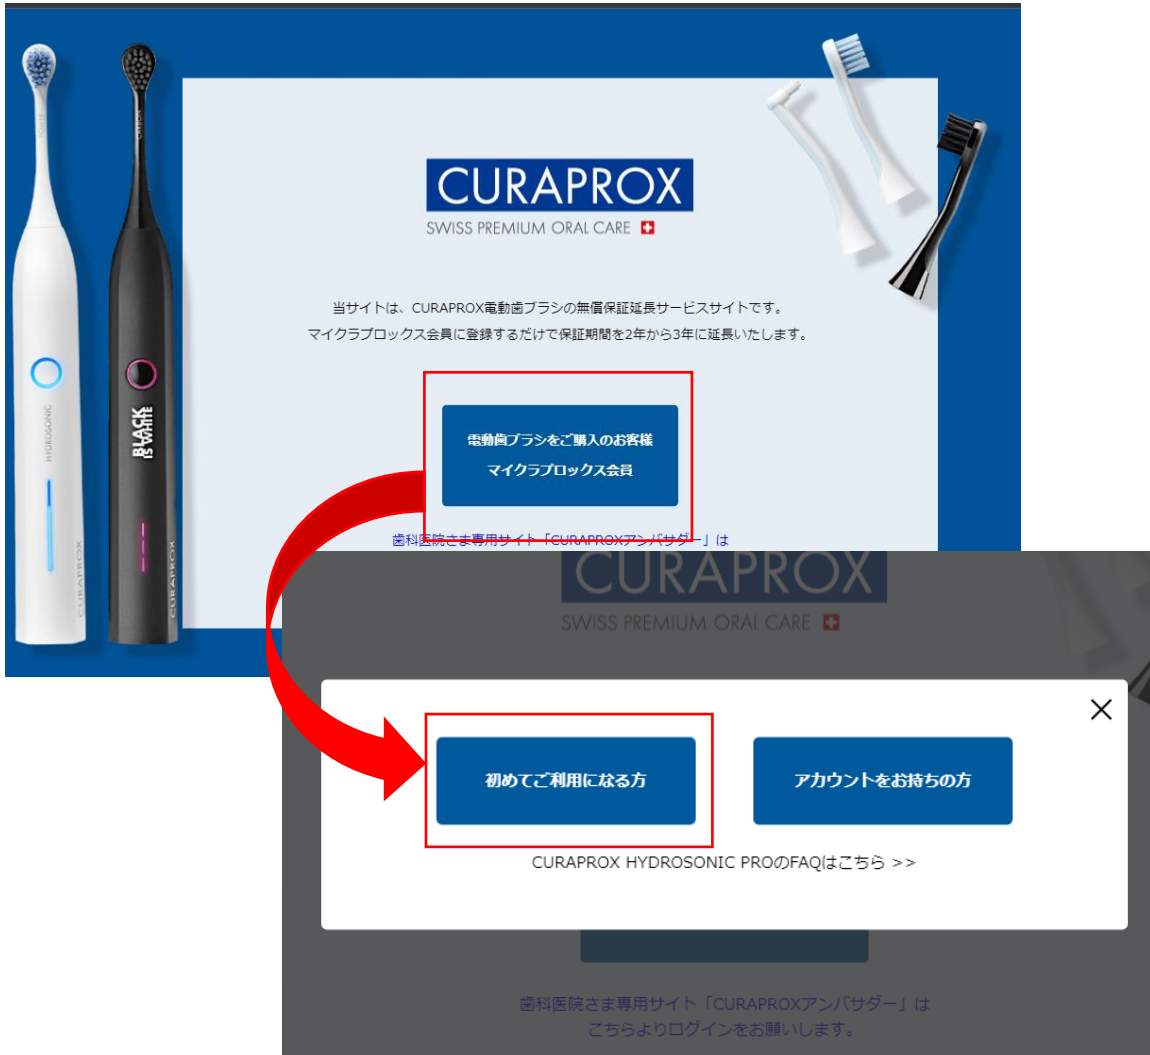 CURAPROX
SWISS PREMIUM ORAL CARE
当サイトは、CURAPROX電動歯ブラシの無償保証延長サービスサイトです。
マイクラプロックス会員に登録するだけで保証期間を2年から3年に延長いたします。
電動歯ブラシをご購入のお客様
マイクラプロックス会員
歯科医院さま専用サイト「CURAPROXアンバサダー」は
HYDROSONIC
CURAPROX
BLACK
IS WHITE
CURAPROX
CURAPROX
SWISS PREMIUM ORAL CARE
初めてご利用になる方
アカウントをお持ちの方
CURAPROX HYDROSONIC PROのFAQはこちら >>
歯科医院さま専用サイト「CURAPROXアンバサダー」は
こちらよりログインをお願いします。